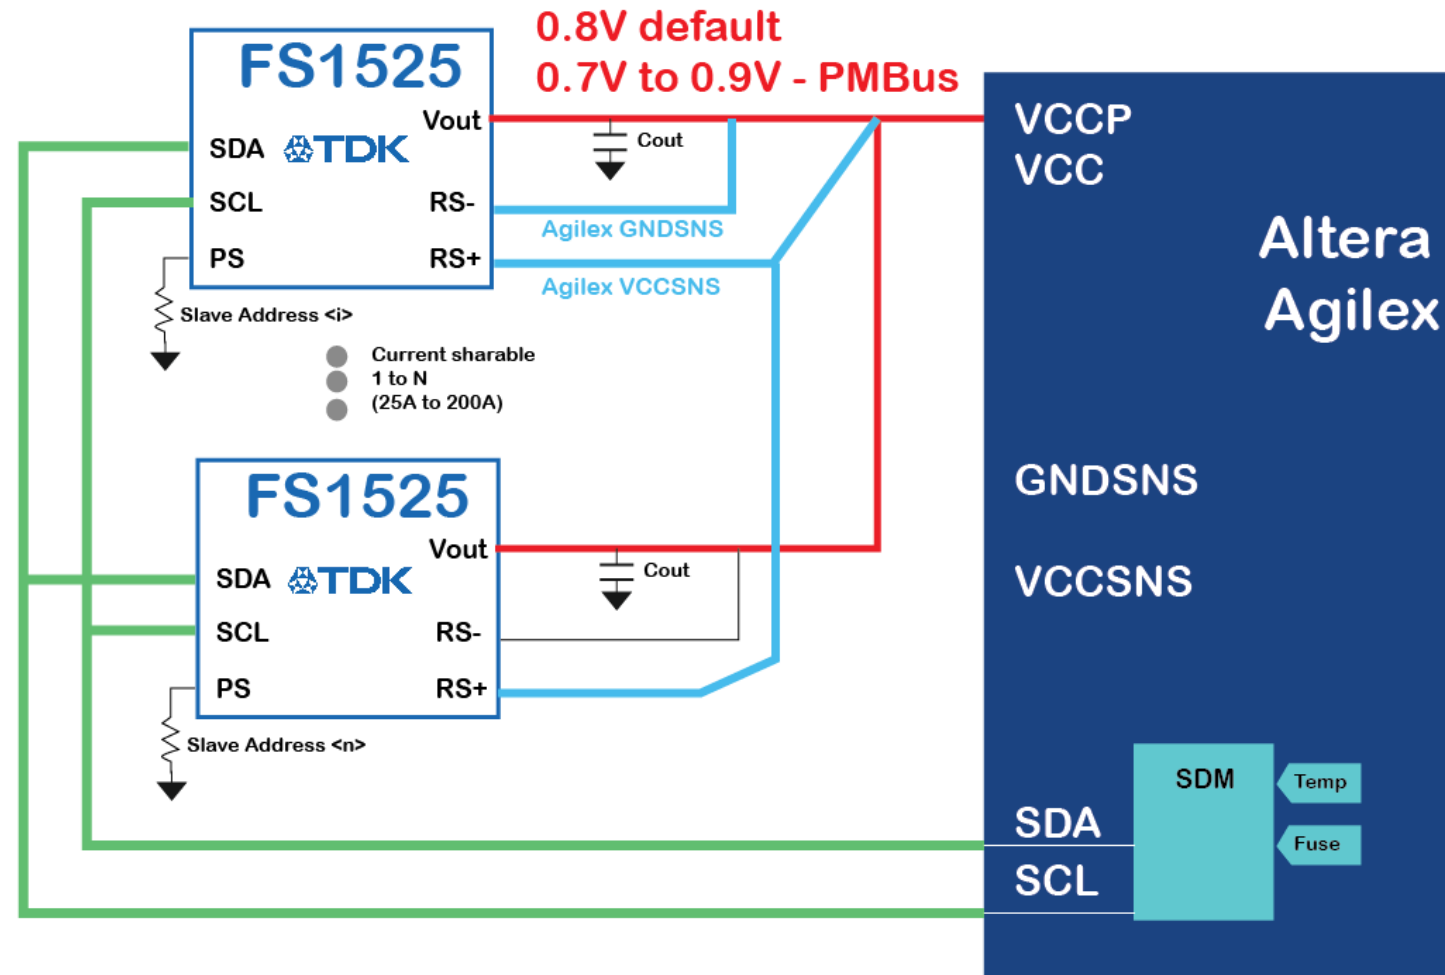 0.8V default
0.7V to 0.9V - PMBus
FS1525
Vout
SDA TDK
SCL
RS-
PS
RS+
Cout
Agilex GNDSNS
Agilex VCCSNS
Slave Address <i>
Current sharable
1 to N
(25A to 200A)
FS1525
Vout
SDA TDK
SCL
RS-
PS
RS+
Cout
Slave Address <n>
VCCP
VCC
Altera
Agilex
GNDSNS
VCCSNS
SDA
SCL
SDM
Temp
Fuse